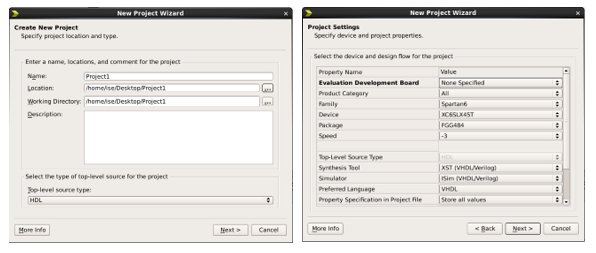 New Project Wizard
Create New Project
Specify project location and type.
Enter a name, locations, and comment for the project
Name: Project1
Location: /home/ise/Desktop/Project1 ...
Working Directory: /home/ise/Desktop/Project1 ...
Description:
Select the type of top-level source for the project
Top-level source type:
HDL
More Info Next > Cancel
New Project Wizard
Project Settings
Specify device and project properties.
Select the device and design flow for the project
Property Name Value
Evaluation Development Board None Specified
Product Category All
Family Spartan6
Device XC6SLX45T
Package FGG484
Speed -3
Top-Level Source Type HDL
Synthesis Tool XST (VHDL/Verilog)
Simulator ISim (VHDL/Verilog)
Preferred Language VHDL
Property Specification in Project File Store all values
More Info < Back Next > Cancel